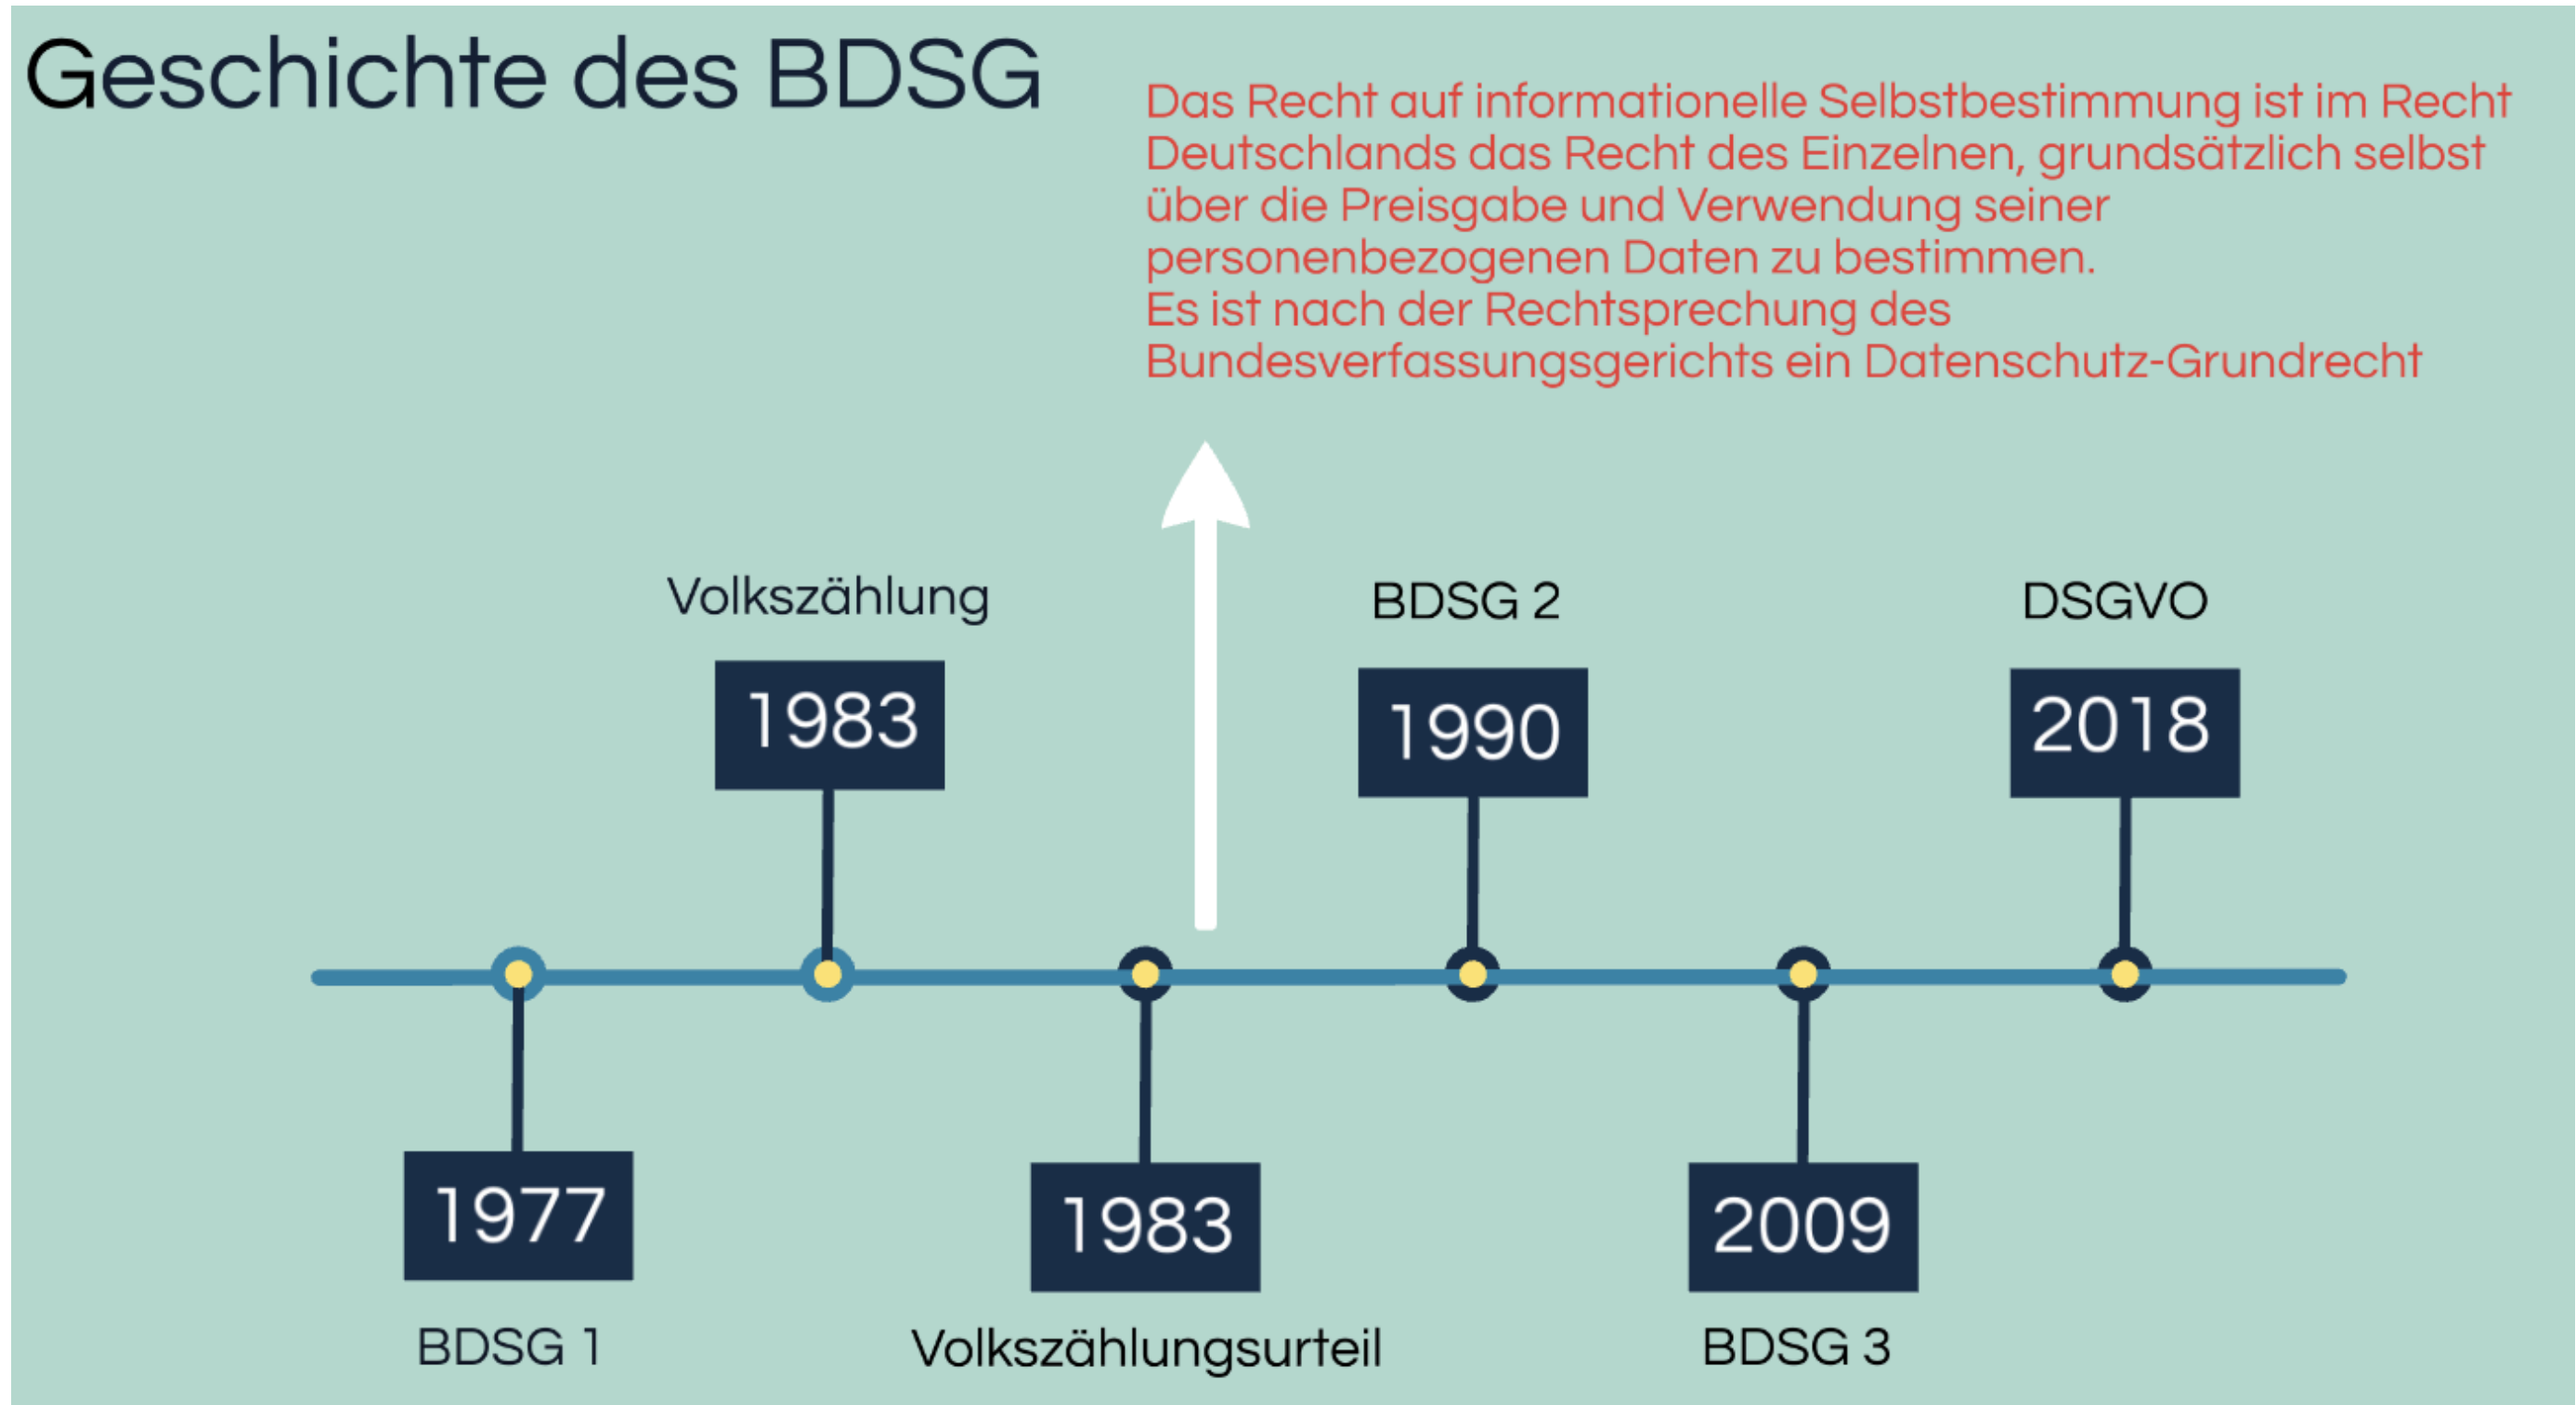 Geschichte des BDSG
Das Recht auf informationelle Selbstbestimmung ist im Recht
Deutschlands das Recht des Einzelnen, grundsätzlich selbst
über die Preisgabe und Verwendung seiner
personenbezogenen Daten zu bestimmen.
Es ist nach der Rechtsprechung des
Bundesverfassungsgerichts ein Datenschutz-Grundrecht
Volkszählung
1983
BDSG 2
1990
DSGVO
2018
1977
BDSG 1
1983
Volkszählungsurteil
2009
BDSG 3